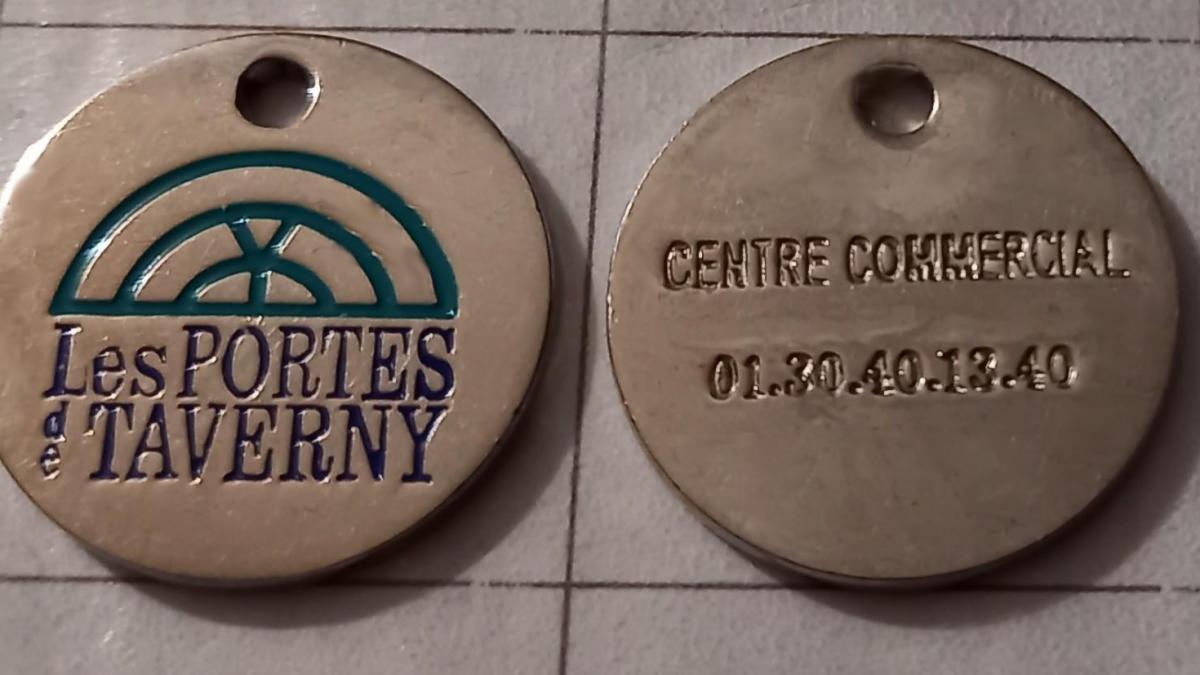 Les PORTES
de TAVERNY
CENTRE COMMERCIAL
01.30.40.13.40